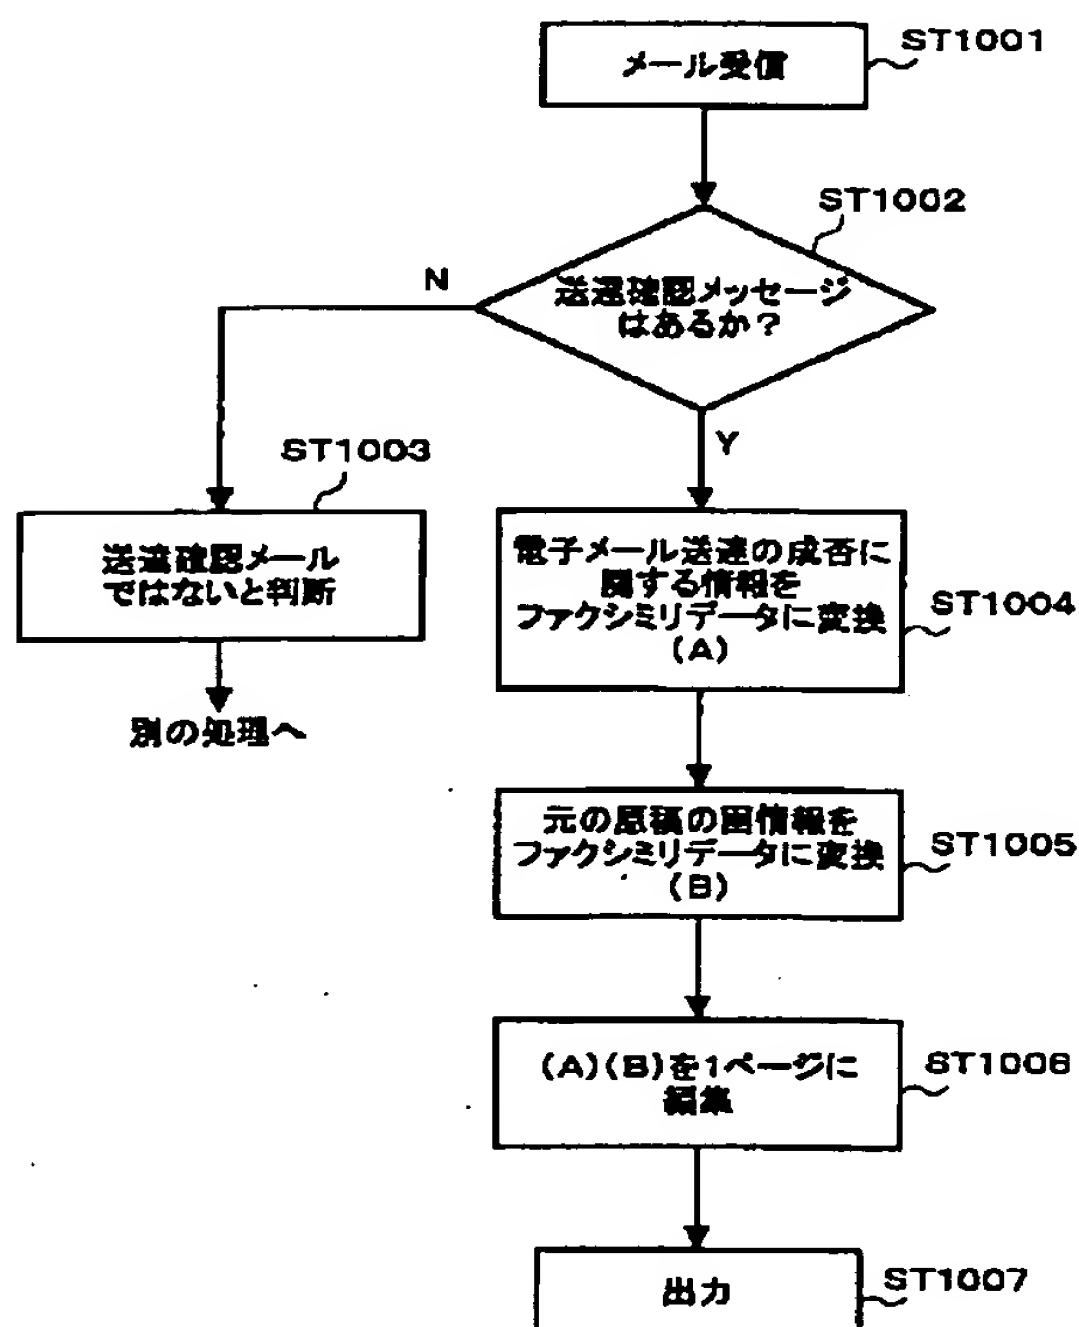 メール受信
ST1001
ST1002
送達確認メッセージ
はあるか？
N
Y
ST1003
送達確認メール
ではないと判断
別の処理へ
電子メール送達の成否に
関する情報を
ファクシミリデータに変換
(A)
ST1004
元の原稿の画情報を
ファクシミリデータに変換
(B)
ST1005
(A)(B)を1ページに
編集
ST1006
出力
ST1007